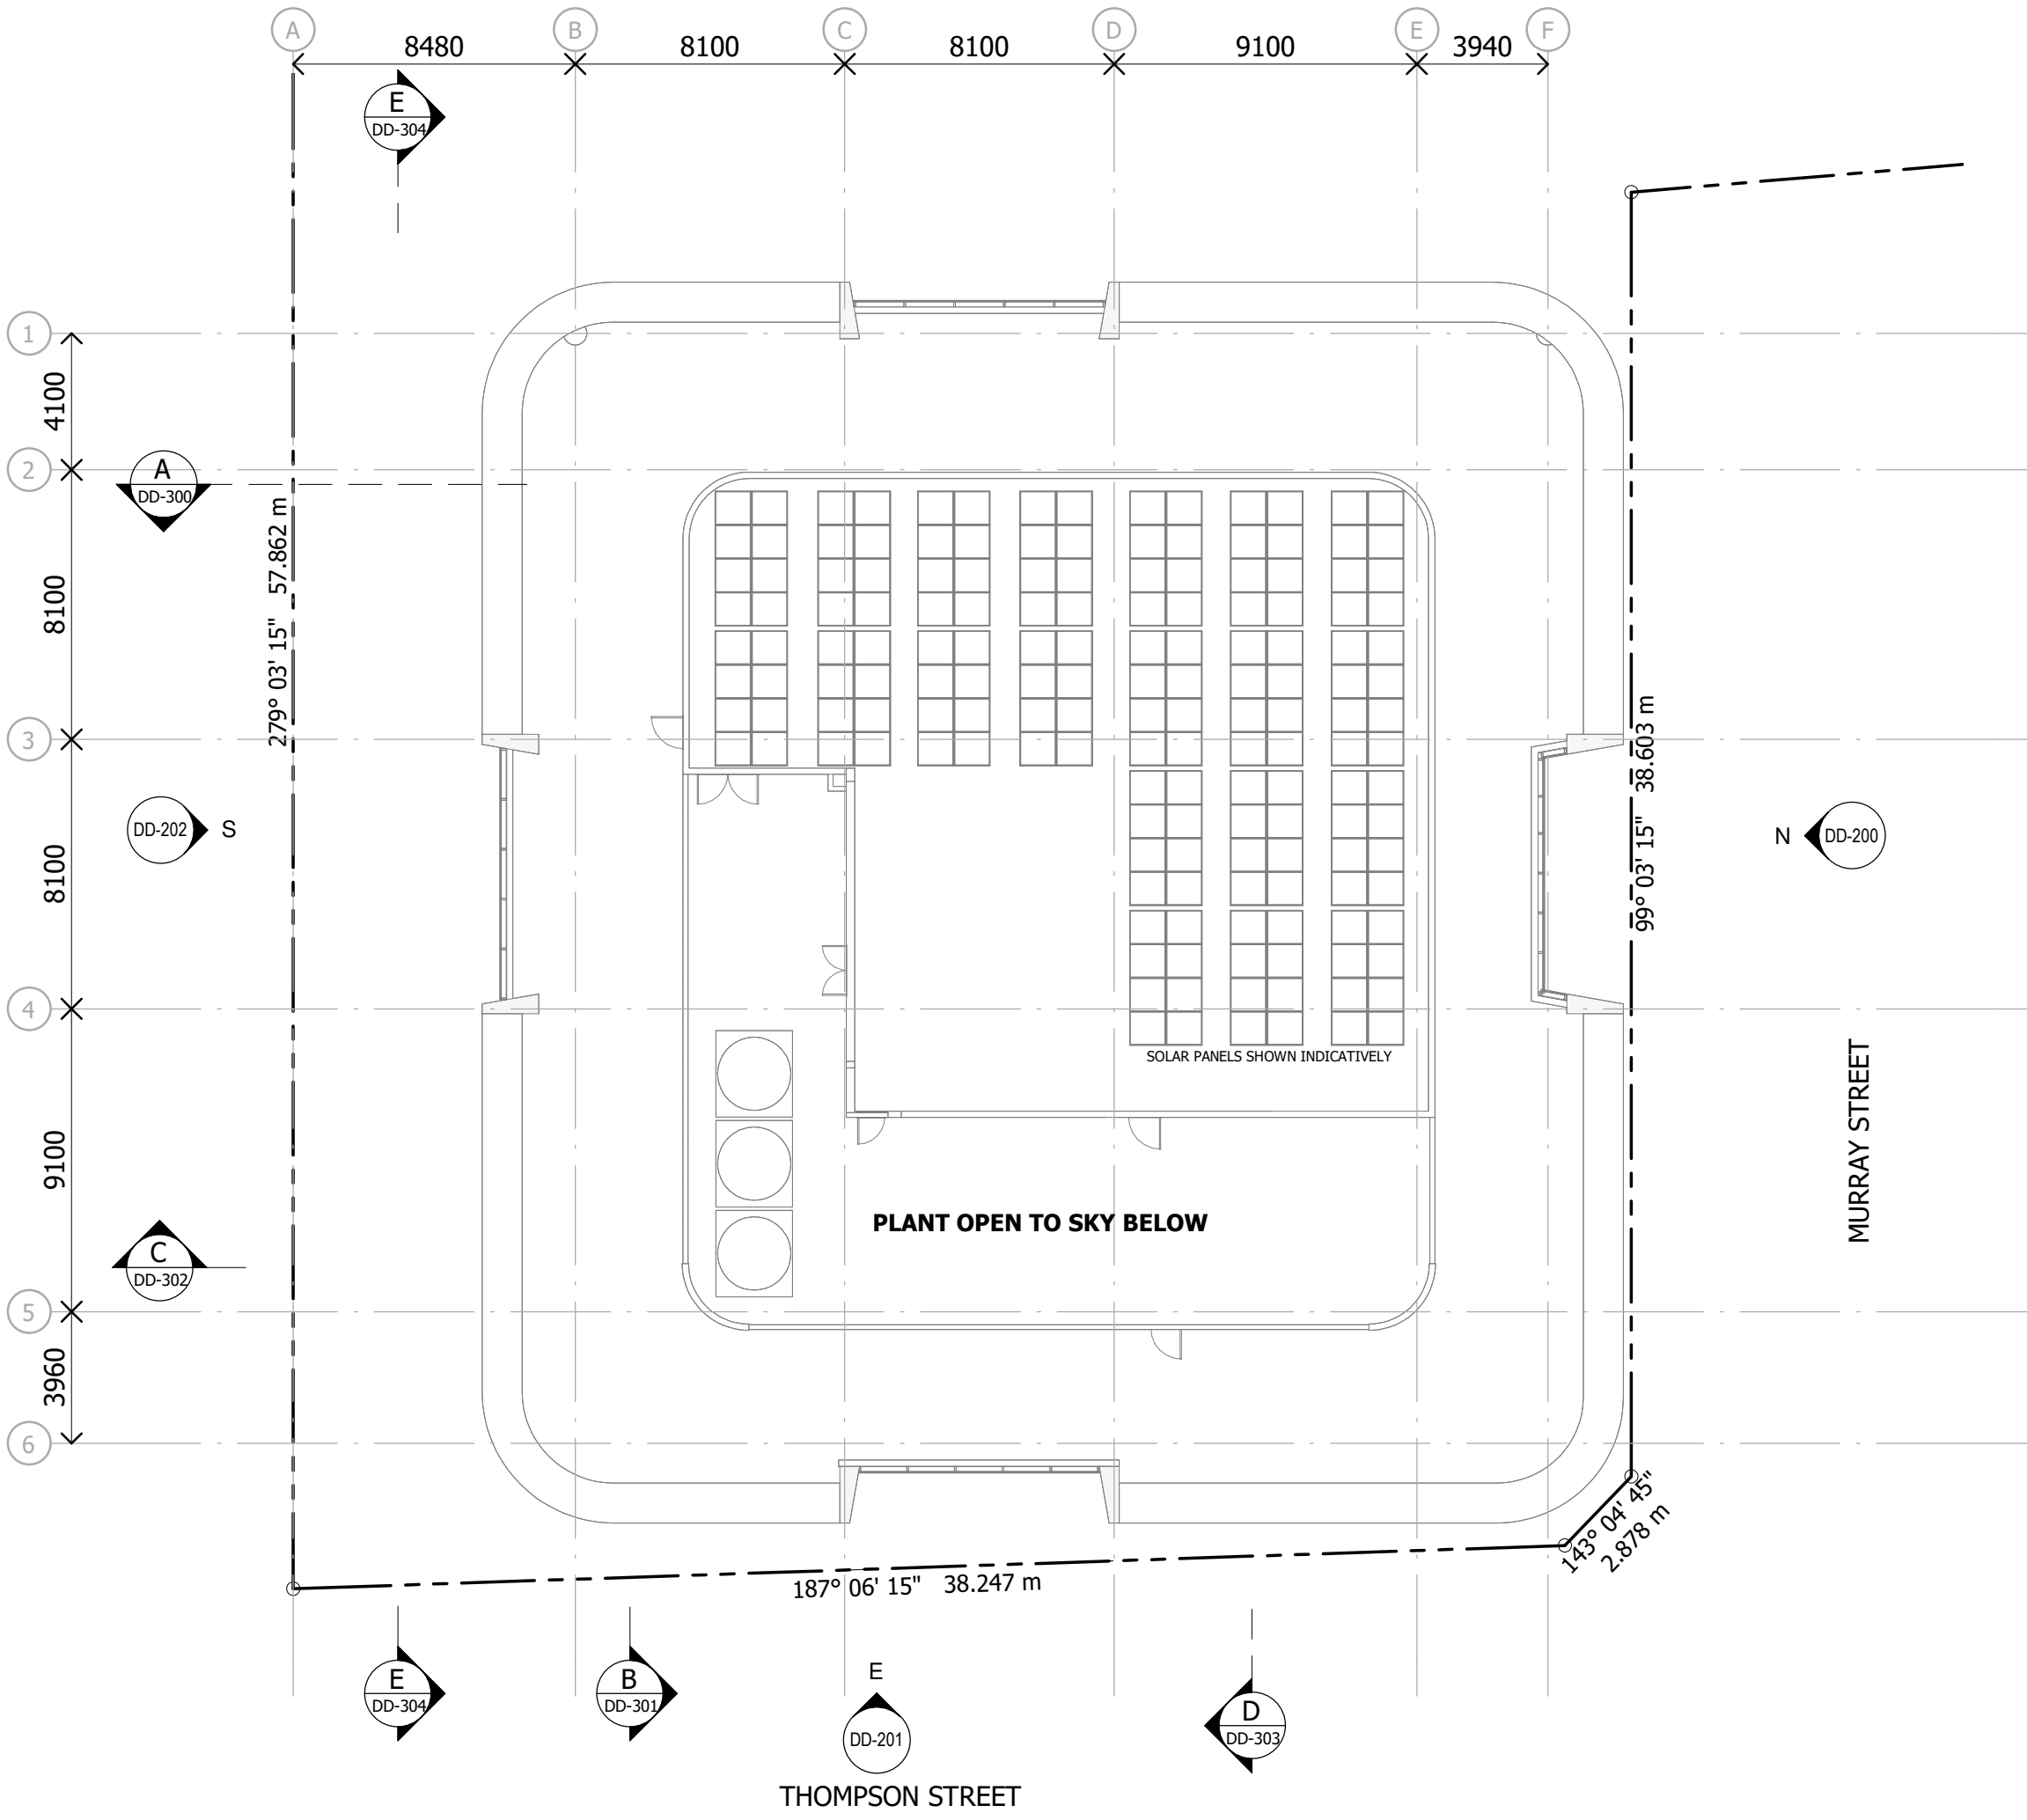 A B C D E F
8480 8100 8100 9100 3940
E
DD-304
1
4100
2
A
DD-300
279° 03' 15" 57.862 m
8100
3
99° 03' 15" 38.603 m
DD-202 S
N DD-200
8100
4
SOLAR PANELS SHOWN INDICATIVELY
MURRAY STREET
9100
PLANT OPEN TO SKY BELOW
C
DD-302
5
3960
6
143° 04' 45"
2.878 m
187° 06' 15" 38.247 m
E
DD-304
B
DD-301
E
DD-201
D
DD-303
THOMPSON STREET